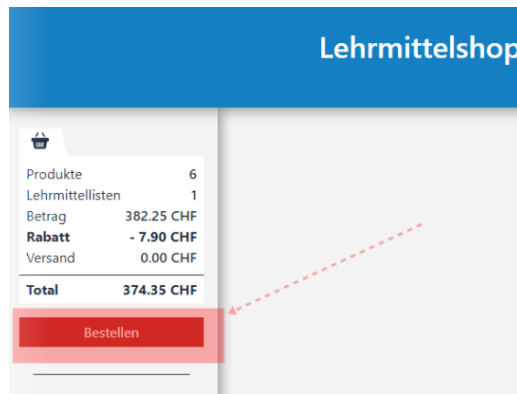 Lehrmittelshop
Produkte 6
Lehrmittellisten 1
Betrag 382.25 CHF
Rabatt - 7.90 CHF
Versand 0.00 CHF
Total 374.35 CHF
Bestellen